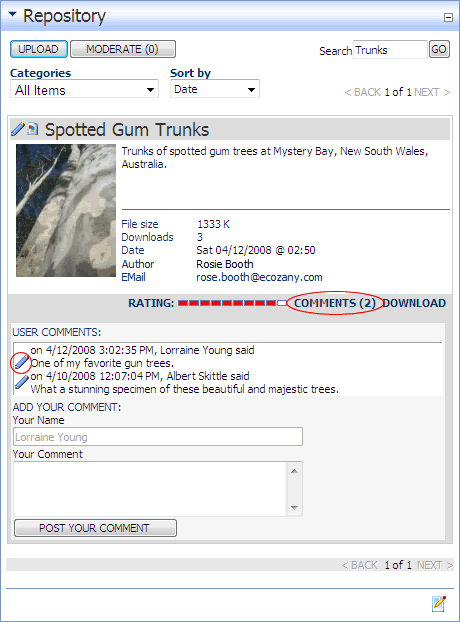 Repository
UPLOAD MODERATE (0) Search Trunks GO
Categories Sort by
All Items Date < BACK 1 of 1 NEXT >
Spotted Gum Trunks
Trunks of spotted gum trees at Mystery Bay, New South Wales,
Australia.
File size 1333 K
Downloads 3
Date Sat 04/12/2008 @ 02:50
Author Rosie Booth
EMail rose.booth@ecozany.com
RATING: COMMENTS (2) DOWNLOAD
USER COMMENTS:
on 4/12/2008 3:02:35 PM, Lorraine Young said
One of my favorite gun trees.
on 4/10/2008 12:07:04 PM, Albert Skittle said
What a stunning specimen of these beautiful and majestic trees.
ADD YOUR COMMENT:
Your Name
Lorraine Young
Your Comment
POST YOUR COMMENT
< BACK 1 of 1 NEXT >